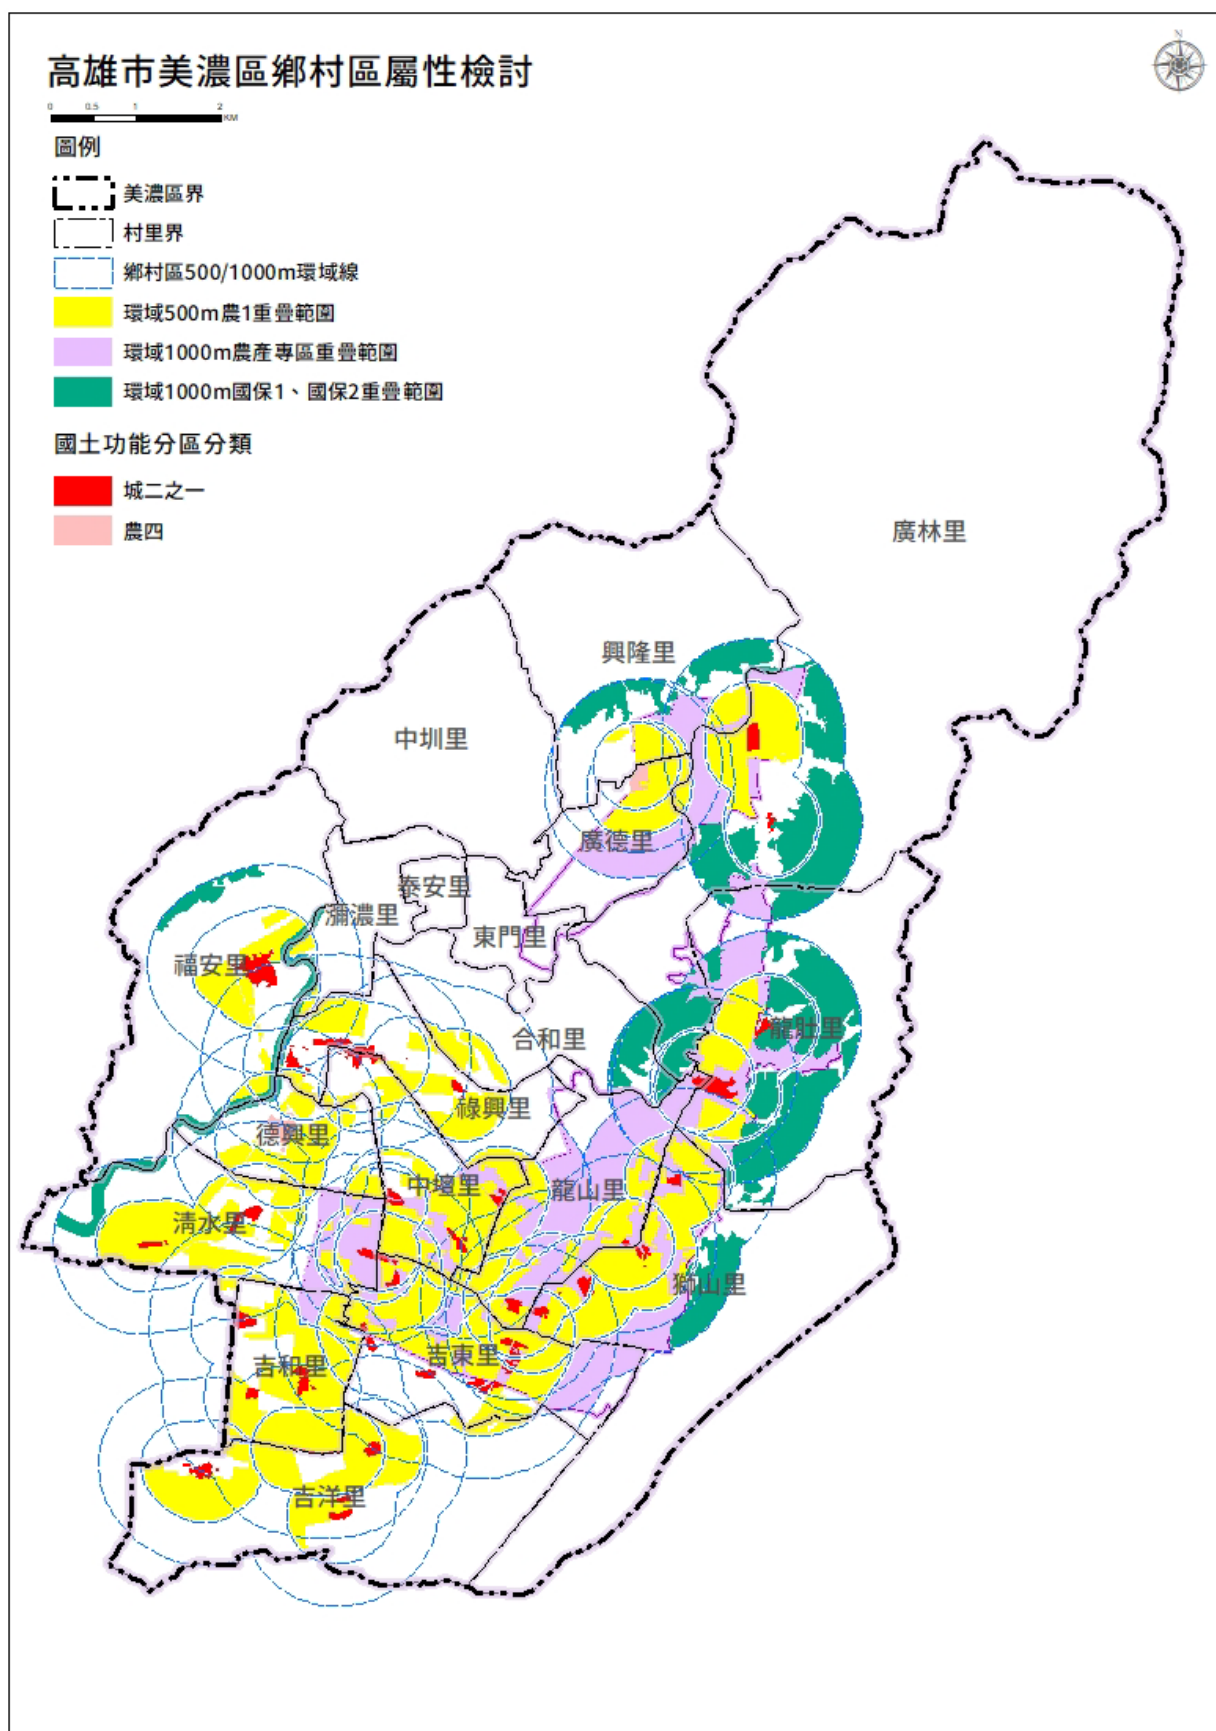 高雄市美濃區鄉村區屬性檢討
N
0 0.5 1 2
KM
圖例
美濃區界
村里界
鄉村區500/1000m環域線
環域500m農1重疊範圍
環域1000m農產專區重疊範圍
環域1000m國保1、國保2重疊範圍
國土功能分區分類
城二之一
農四
廣林里
興隆里
中圳里
廣德里
泰安里
瀰濃里
東門里
福安里
合和里
龍肚里
祿興里
德興里
中壇里
龍山里
清水里
獅山里
吉東里
吉和里
吉洋里